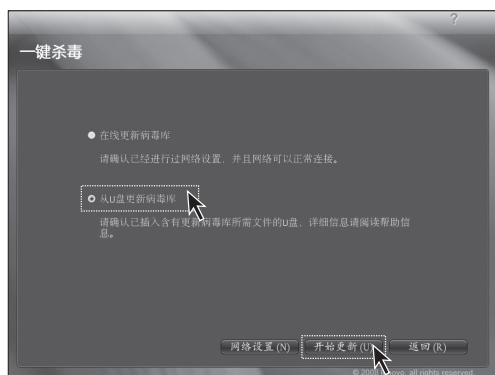 ?
一键杀毒
在线更新病毒库
请确认已经进行过网络设置，并且网络可以正常连接。
从U盘更新病毒库
请确认已插入含有更新病毒库所需文件的U盘，详细信息请阅读帮助信
息。
网络设置(N) 开始更新(U) 返回(R)
all rights reserved